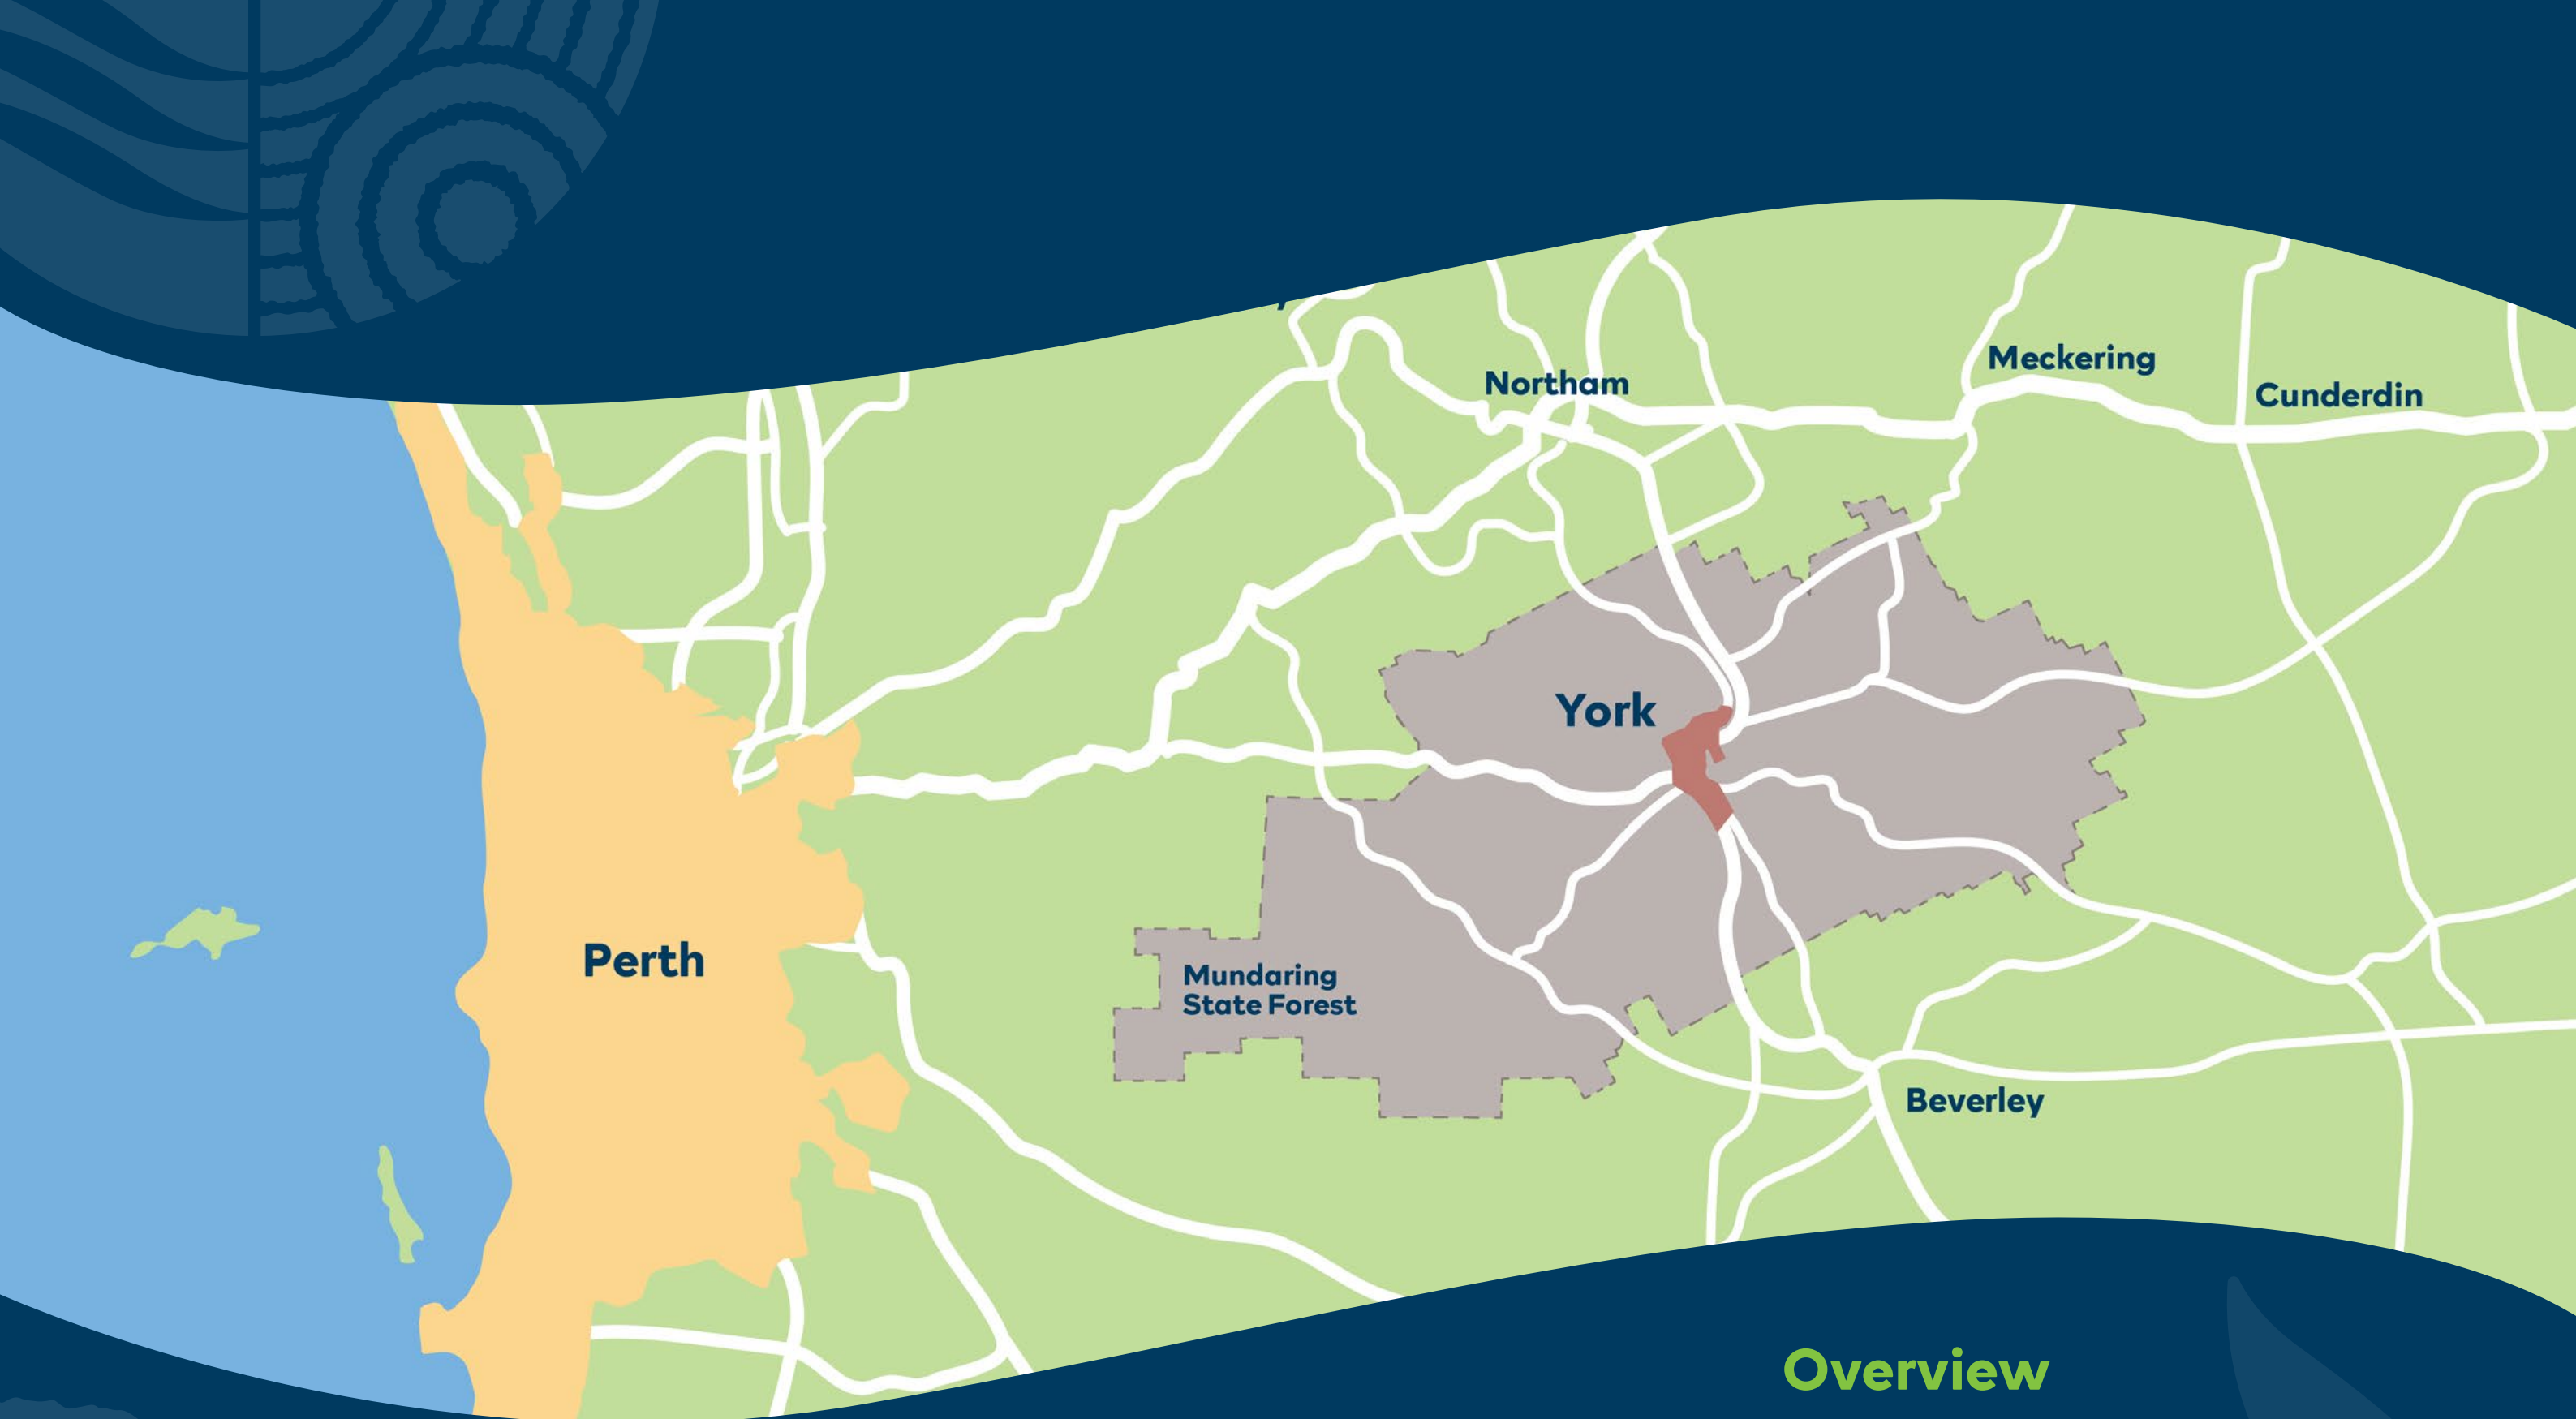 Meckering
Northam
Cunderdin
York
Perth
Mundaring
State Forest
Beverley
Overview